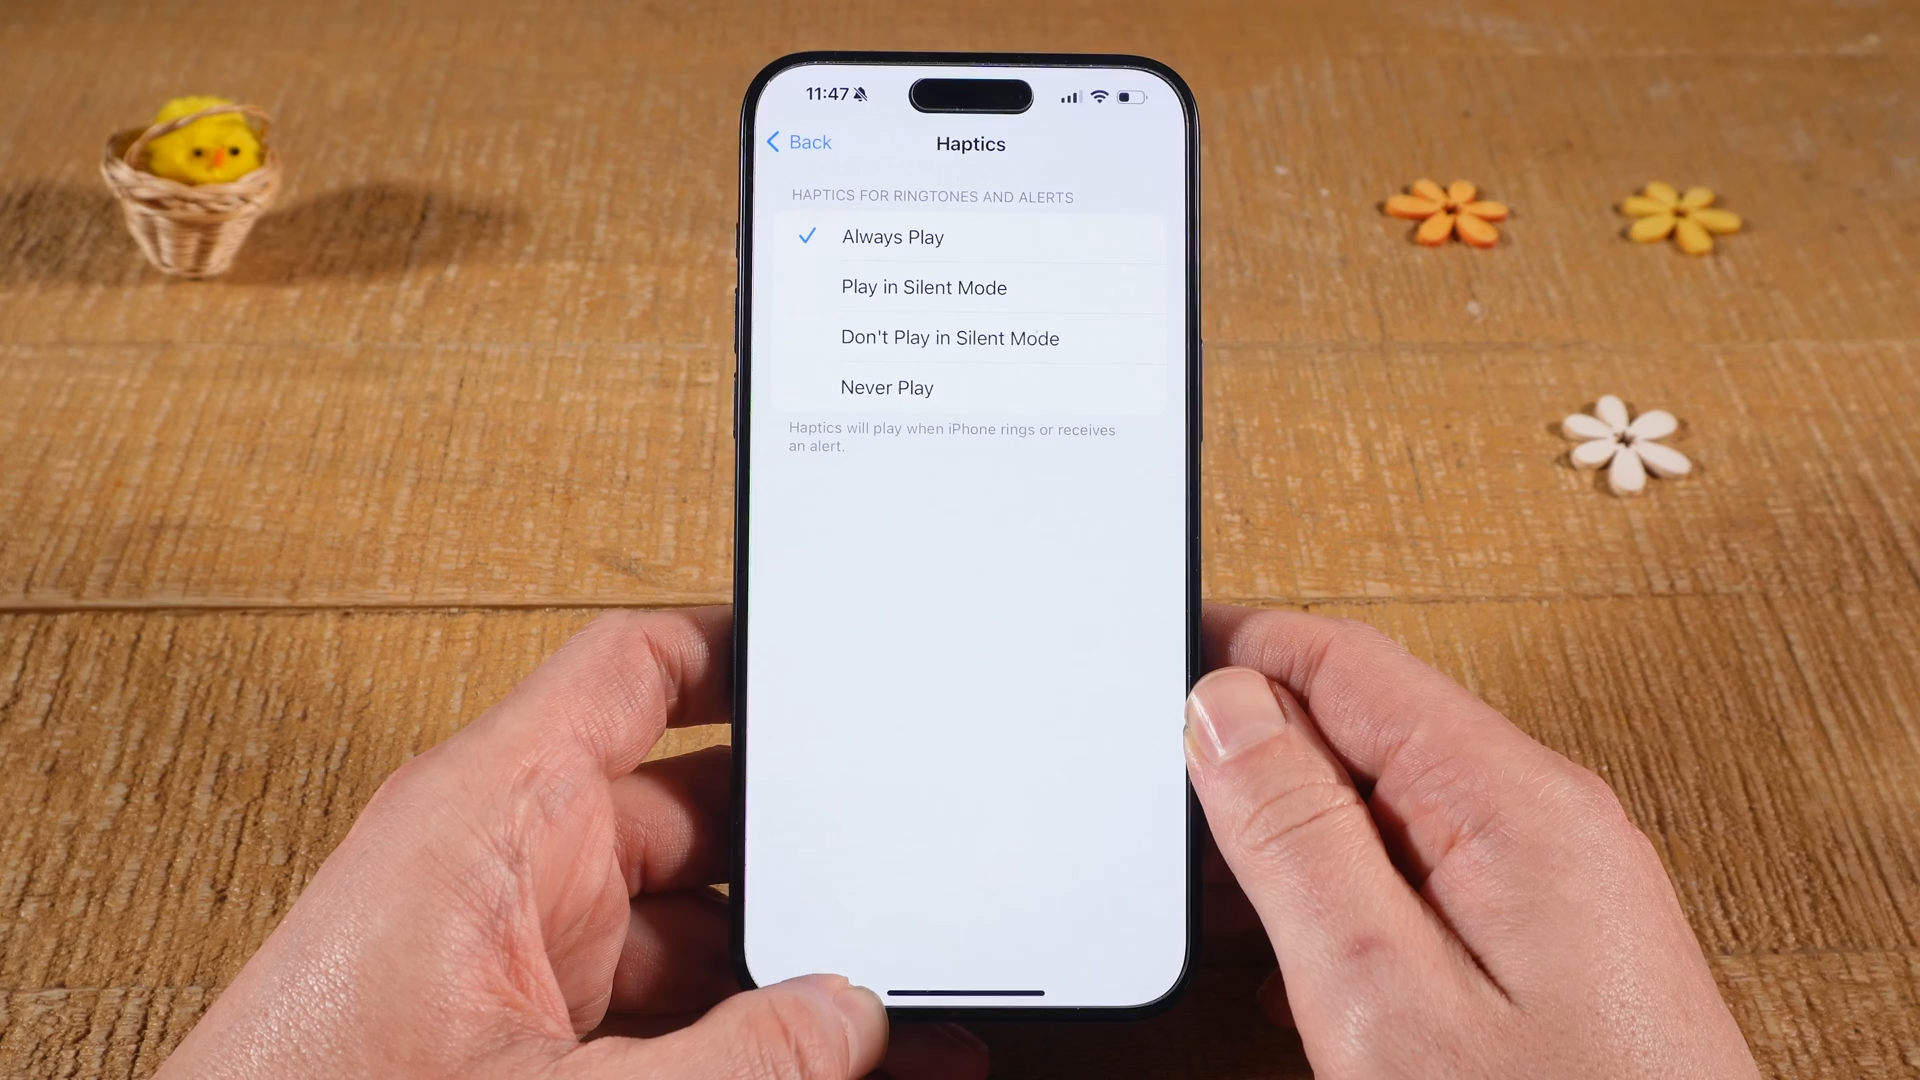 11:47
Back
Haptics
HAPTICS FOR RINGTONES AND ALERTS
Always Play
Play in Silent Mode
Don't Play in Silent Mode
Never Play
Haptics will play when iPhone rings or receives
an alert.